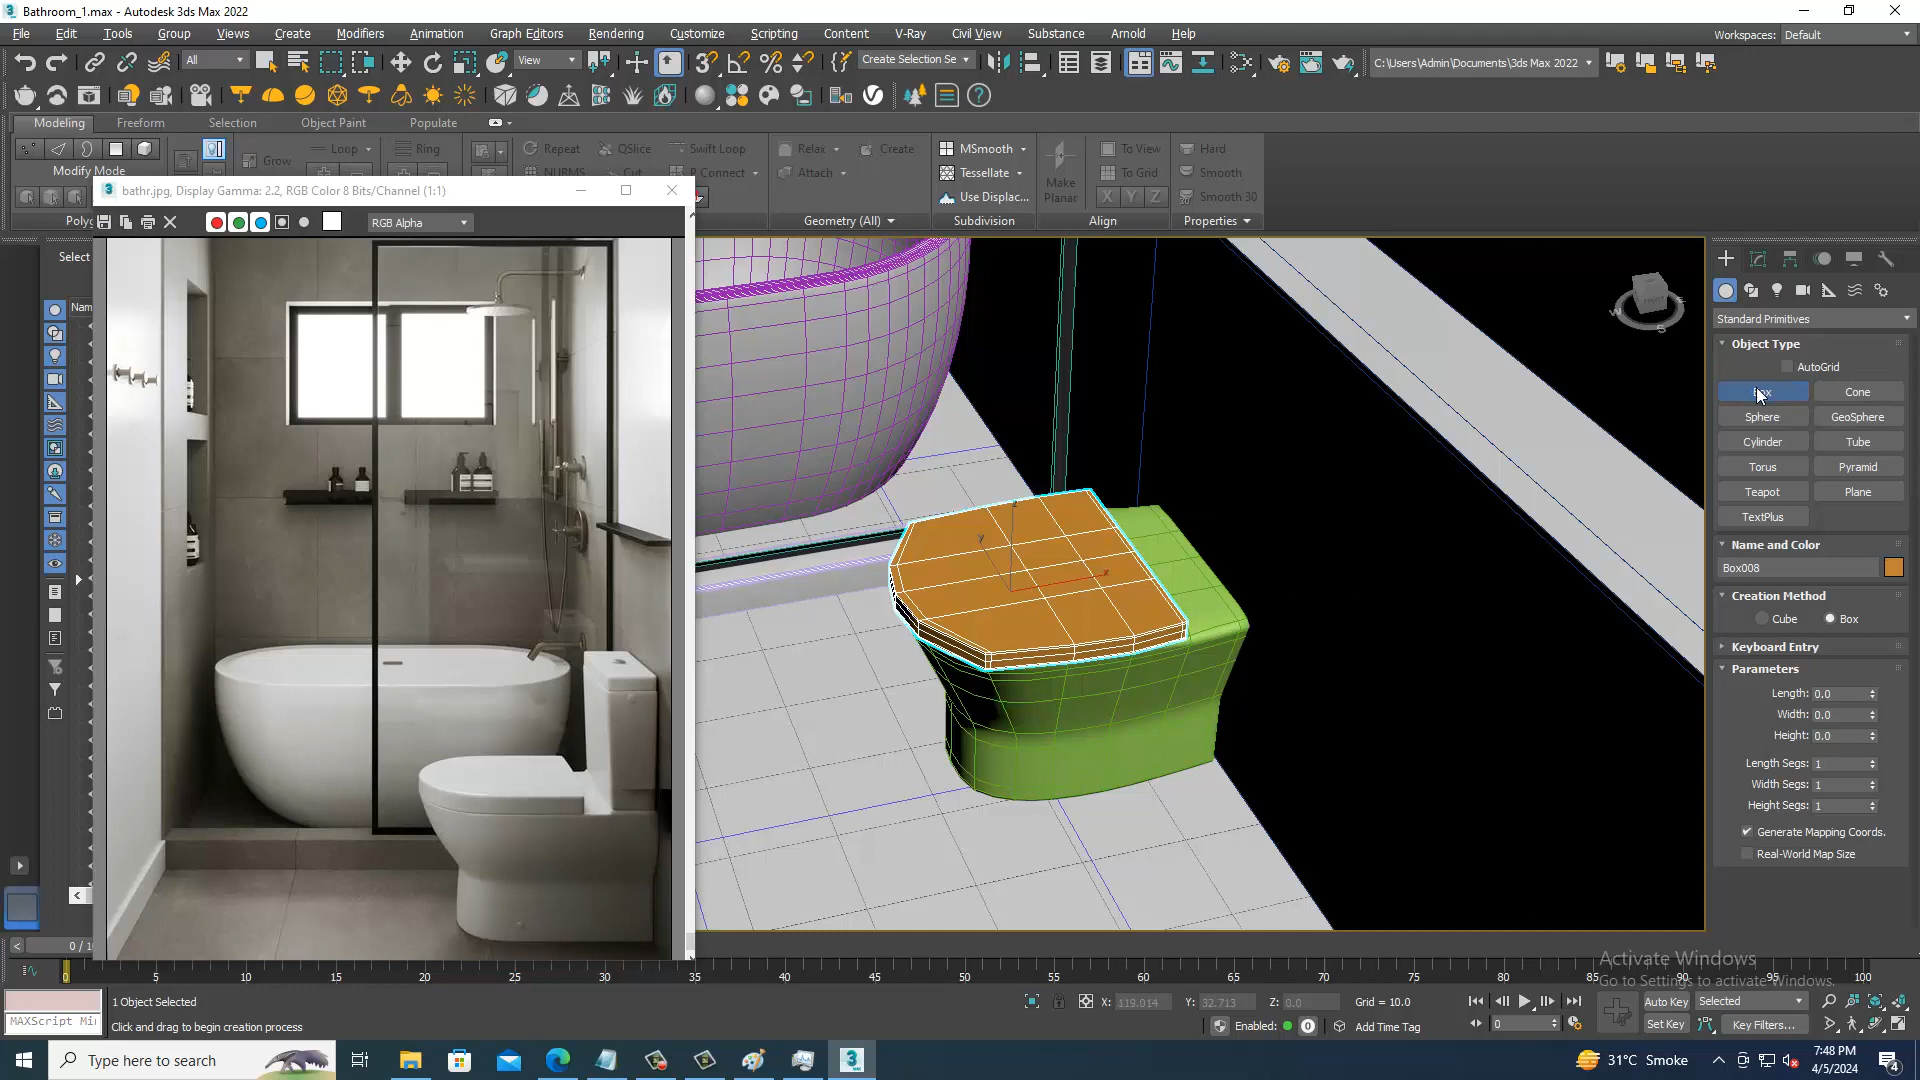 Bathroom_1.max - Autodesk 3ds Max 2022
File Edit Tools Group Views Create Modifiers Animation Graph Editors Rendering Customize Scripting Content V-Ray Civil View Substance Arnold Help
Workspaces: Default
All View Create Selection Se C:\Users\Admin\Documents\3ds Max 2022
Modeling Freeform Selection Object Paint Populate
Loop Ring Repeat QSlice Swift Loop Relax Create MSmooth To View Hard
Grow NURMS Cut P Connect Attach Tessellate Make Planar To Grid Smooth
Modify Mode
Use Displac... X Y Z Smooth 30
Geometry (All) Subdivision Align Properties
bathr.jpg, Display Gamma: 2.2, RGB Color 8 Bits/Channel (1:1)
RGB Alpha
Select
Standard Primitives
Object Type
AutoGrid
Box Cone
Sphere GeoSphere
Cylinder Tube
Torus Pyramid
Teapot Plane
TextPlus
Name and Color
Box008
Creation Method
Cube Box
Keyboard Entry
Parameters
Length: 0.0
Width: 0.0
Height: 0.0
Length Segs: 1
Width Segs: 1
Height Segs: 1
Generate Mapping Coords.
Real-World Map Size
z
y
x
W
S
Activate Windows
Go to Settings to activate Windows.
0 5 10 15 20 25 30 35 40 45 50 55 60 65 70 75 80 85 90 95 100
1 Object Selected
X: 119.014 Y: 32.713 Z: 0.0 Grid = 10.0
Auto Key Selected
MAXScript Mi
Click and drag to begin creation process
Enabled: 0 Add Time Tag
0 Set Key Key Filters...
Type here to search
31°C Smoke
7:48 PM
4/5/2024
4